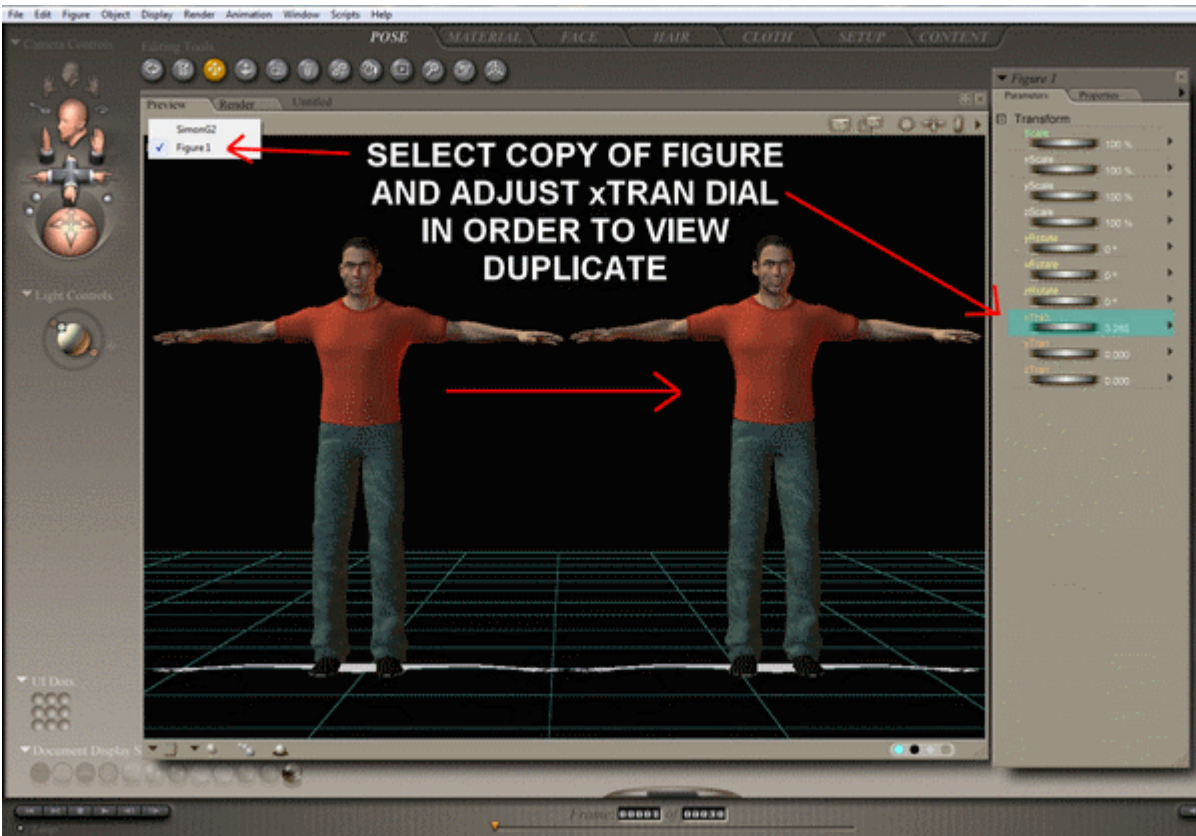 File Edit Figure Object Display Render Animation Window Scripts Help
POSE MATERIAL FACE HAIR CLOTH SETUP CONTENT
Camera Controls
Editing Tools
Preview Render Untitled
SimonG2
Figure 1
SELECT COPY OF FIGURE
AND ADJUST xTRAN DIAL
IN ORDER TO VIEW
DUPLICATE
Figure 1
Parameters Properties
Transform
Scale
100 %
xScale
100 %
yScale
100 %
zScale
100 %
yRotate
0 °
xRotate
0 °
zRotate
0 °
xTran
yTran
0.000
zTran
0.000
Light Controls
UI Dots
Document Display S
Frame: 00001 of 00030